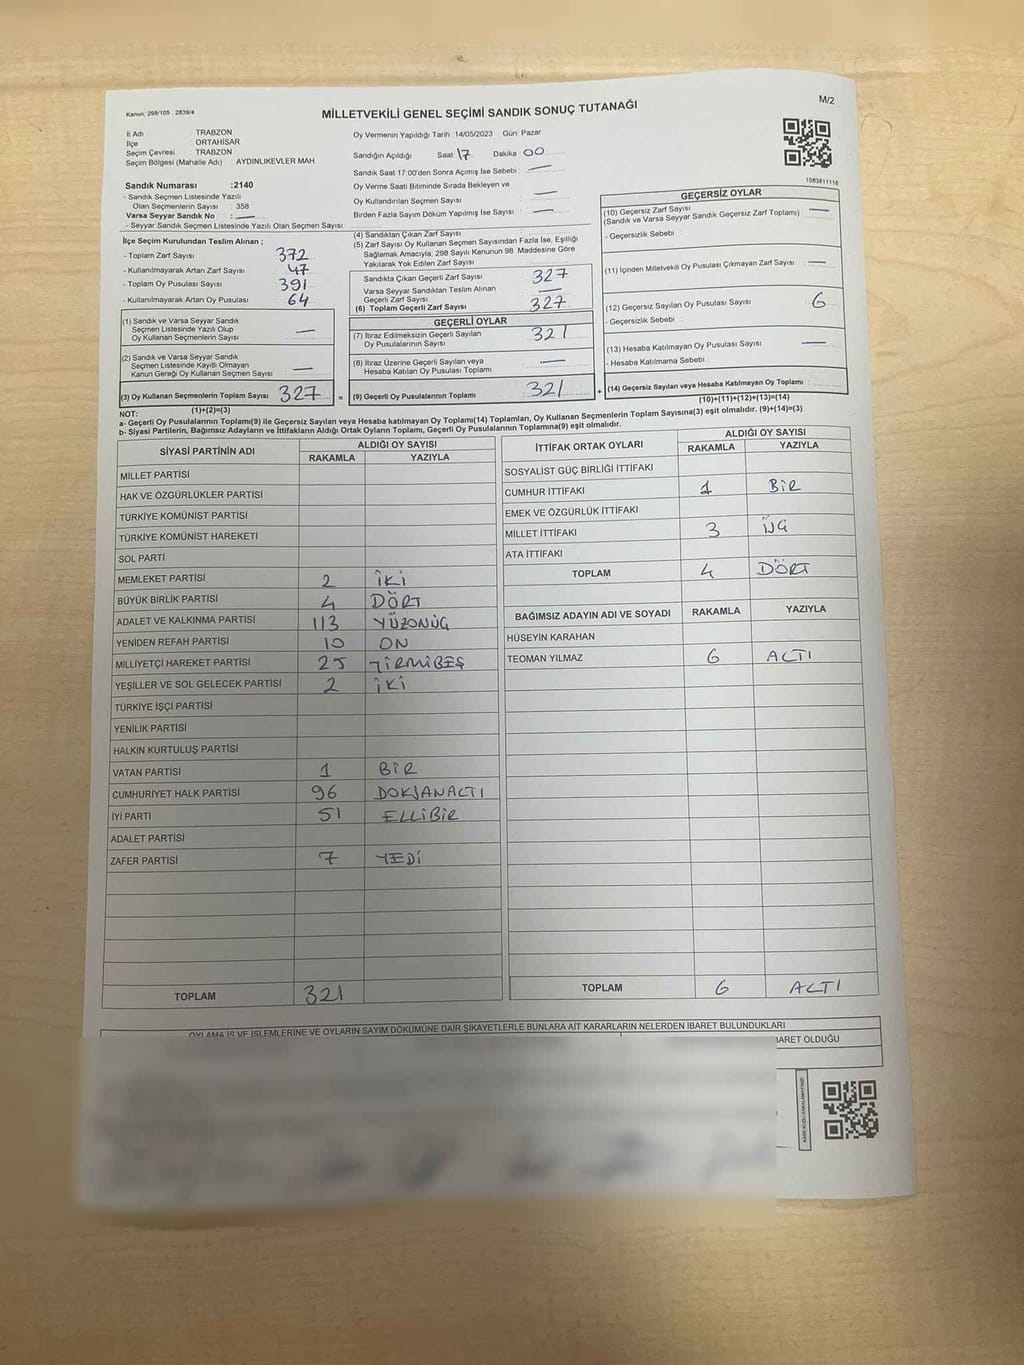 Kanun; 298/105 , 2839/4
MİLLETVEKİLİ GENEL SEÇİMİ SANDIK SONUÇ TUTANAĞI
M/2
İl Adı : TRABZON
İlçe : ORTAHİSAR
Seçim Çevresi : TRABZON
Seçim Bölgesi (Mahalle Adı) : AYDINLIKEVLER MAH.
Oy Vermenin Yapıldığı Tarih : 14/05/2023 Gün: Pazar
Sandığın Açıldığı Saat 17 Dakika 00
Sandık Saat 17.00'den Sonra Açılmış İse Sebebi : —
Oy Verme Saati Bitiminde Sırada Bekleyen ve
Oy Kullandırılan Seçmen Sayısı : —
Birden Fazla Sayım Döküm Yapılmış İse Sayısı : —
1083811118
Sandık Numarası :2140
- Sandık Seçmen Listesinde Yazılı
Olan Seçmenlerin Sayısı : 358
Varsa Seyyar Sandık No : —
- Seyyar Sandık Seçmen Listesinde Yazılı Olan Seçmen Sayısı:
İlçe Seçim Kurulundan Teslim Alınan ;
- Toplam Zarf Sayısı 372
- Kullanılmayarak Artan Zarf Sayısı 47
- Toplam Oy Pusulası Sayısı 391
- Kullanılmayarak Artan Oy Pusulası 64
(1) Sandık ve Varsa Seyyar Sandık
Seçmen Listesinde Yazılı Olup
Oy Kullanan Seçmenlerin Sayısı —
(2) Sandık ve Varsa Seyyar Sandık
Seçmen Listesinde Kayıtlı Olmayan
Kanun Gereği Oy Kullanan Seçmen Sayısı —
(3) Oy Kullanan Seçmenlerin Toplam Sayısı 327 =
(1)+(2)=(3)
(4) Sandıktan Çıkan Zarf Sayısı
(5) Zarf Sayısı Oy Kullanan Seçmen Sayısından Fazla İse, Eşitliği
Sağlamak Amacıyla, 298 Sayılı Kanunun 98. Maddesine Göre
Yakılarak Yok Edilen Zarf Sayısı
Sandıkta Çıkan Geçerli Zarf Sayısı 327
Varsa Seyyar Sandıktan Teslim Alınan
Geçerli Zarf Sayısı —
(6) Toplam Geçerli Zarf Sayısı 327
GEÇERLİ OYLAR
(7) İtiraz Edilmeksizin Geçerli Sayılan
Oy Pusulalarının Sayısı 321
(8) İtiraz Üzerine Geçerli Sayılan veya
Hesaba Katılan Oy Pusulası Toplamı —
(9) Geçerli Oy Pusulalarının Toplamı 321 +
GEÇERSİZ OYLAR
(10) Geçersiz Zarf Sayısı —
(Sandık ve Varsa Seyyar Sandık Geçersiz Zarf Toplamı)
- Geçersizlik Sebebi :
(11) İçinden Milletvekili Oy Pusulası Çıkmayan Zarf Sayısı —
(12) Geçersiz Sayılan Oy Pusulası Sayısı 6
- Geçersizlik Sebebi :
(13) Hesaba Katılmayan Oy Pusulası Sayısı —
- Hesaba Katılmama Sebebi :
(14) Geçersiz Sayılan veya Hesaba Katılmayan Oy Toplamı
(10)+(11)+(12)+(13)=(14)
NOT:
a- Geçerli Oy Pusulalarının Toplamı(9) ile Geçersiz Sayılan veya Hesaba katılmayan Oy Toplamı(14) Toplamları, Oy Kullanan Seçmenlerin Toplam Sayısına(3) eşit olmalıdır. (9)+(14)=(3)
b- Siyasi Partilerin, Bağımsız Adayların ve İttifakların Aldığı Ortak Oyların Toplamı, Geçerli Oy Pusulalarının Toplamına(9) eşit olmalıdır.
SİYASİ PARTİNİN ADI
ALDIĞI OY SAYISI
RAKAMLA YAZIYLA
MİLLET PARTİSİ
HAK VE ÖZGÜRLÜKLER PARTİSİ
TÜRKİYE KOMÜNİST PARTİSİ
TÜRKİYE KOMÜNİST HAREKETİ
SOL PARTİ
MEMLEKET PARTİSİ 2 İKİ
BÜYÜK BİRLİK PARTİSİ 4 DÖRT
ADALET VE KALKINMA PARTİSİ 113 YÜZONÜÇ
YENİDEN REFAH PARTİSİ 10 ON
MİLLİYETÇİ HAREKET PARTİSİ 25 YİRMİBEŞ
YEŞİLLER VE SOL GELECEK PARTİSİ 2 İKİ
TÜRKİYE İŞÇİ PARTİSİ
YENİLİK PARTİSİ
HALKIN KURTULUŞ PARTİSİ
VATAN PARTİSİ 1 BİR
CUMHURİYET HALK PARTİSİ 96 DOKSANALTI
İYİ PARTİ 51 ELLİBİR
ADALET PARTİSİ
ZAFER PARTİSİ 7 YEDİ
TOPLAM 321
İTTİFAK ORTAK OYLARI
ALDIĞI OY SAYISI
RAKAMLA YAZIYLA
SOSYALİST GÜÇ BİRLİĞİ İTTİFAKI
CUMHUR İTTİFAKI 1 BİR
EMEK VE ÖZGÜRLÜK İTTİFAKI
MİLLET İTTİFAKI 3 ÜÇ
ATA İTTİFAKI
TOPLAM 4 DÖRT
BAĞIMSIZ ADAYIN ADI VE SOYADI RAKAMLA YAZIYLA
HÜSEYİN KARAHAN
TEOMAN YILMAZ 6 ALTI
TOPLAM 6 ALTI
OYLAMA İŞ VE İŞLEMLERİNE VE OYLARIN SAYIM DÖKÜMÜNE DAİR ŞİKAYETLERLE BUNLARA AİT KARARLARIN NELERDEN İBARET BULUNDUKLARI
İBARET OLDUĞU